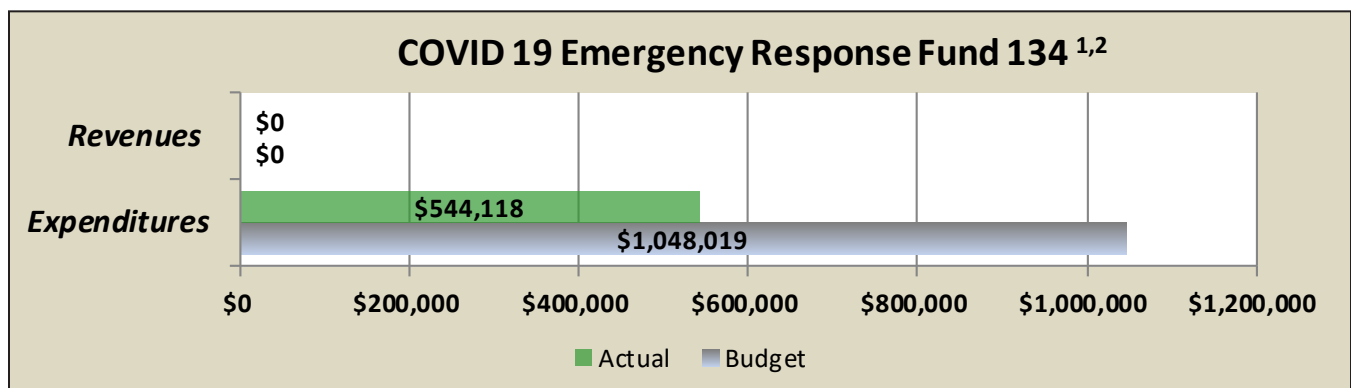 COVID 19 Emergency Response Fund 134 1,2
Revenues
$0
$0
Expenditures
$544,118
$1,048,019
$0 $200,000 $400,000 $600,000 $800,000 $1,000,000 $1,200,000
Actual Budget